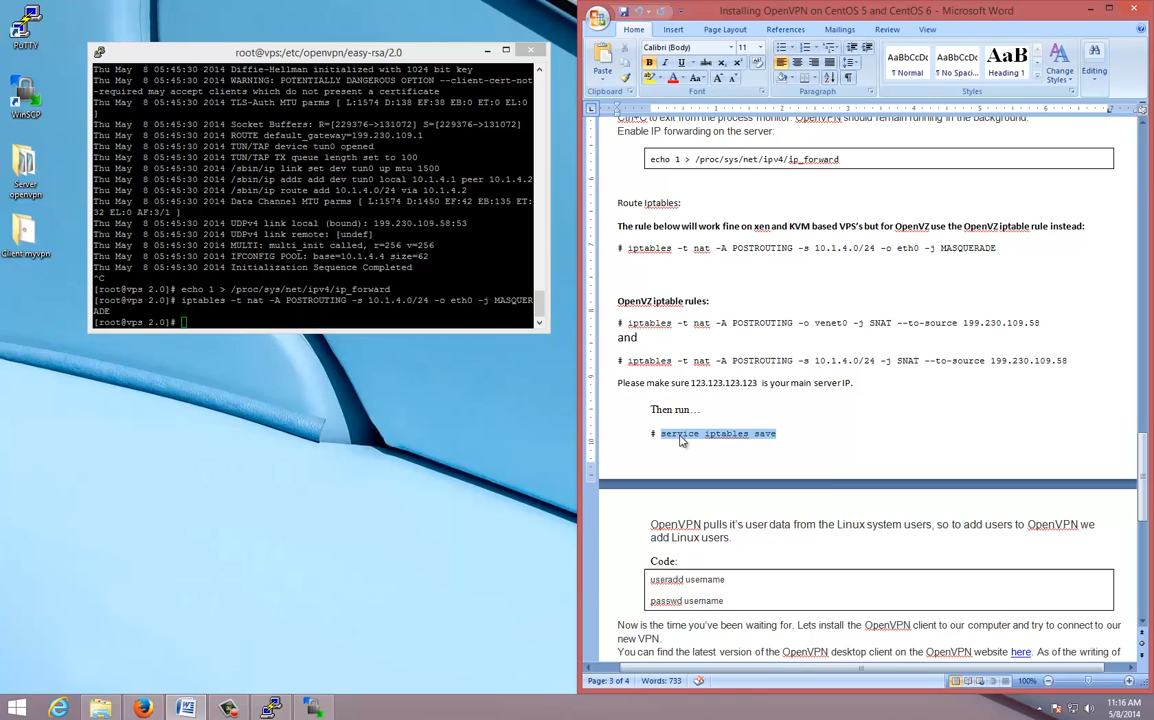 PuTTY
WinSCP
Server
openvpn
Client myvpn
root@vps:/etc/openvpn/easy-rsa/2.0
Thu May  8 05:45:30 2014 Diffie-Hellman initialized with 1024 bit key
Thu May  8 05:45:30 2014 WARNING: POTENTIALLY DANGEROUS OPTION --client-cert-not
-required may accept clients which do not present a certificate
Thu May  8 05:45:30 2014 TLS-Auth MTU parms [ L:1574 D:138 EF:38 EB:0 ET:0 EL:0
]
Thu May  8 05:45:30 2014 Socket Buffers: R=[229376->131072] S=[229376->131072]
Thu May  8 05:45:30 2014 ROUTE default_gateway=199.230.109.1
Thu May  8 05:45:30 2014 TUN/TAP device tun0 opened
Thu May  8 05:45:30 2014 TUN/TAP TX queue length set to 100
Thu May  8 05:45:30 2014 /sbin/ip link set dev tun0 up mtu 1500
Thu May  8 05:45:30 2014 /sbin/ip addr add dev tun0 local 10.1.4.1 peer 10.1.4.2
Thu May  8 05:45:30 2014 /sbin/ip route add 10.1.4.0/24 via 10.1.4.2
Thu May  8 05:45:30 2014 Data Channel MTU parms [ L:1574 D:1450 EF:42 EB:135 ET:
32 EL:0 AF:3/1 ]
Thu May  8 05:45:30 2014 UDPv4 link local (bound): 199.230.109.58:53
Thu May  8 05:45:30 2014 UDPv4 link remote: [undef]
Thu May  8 05:45:30 2014 MULTI: multi_init called, r=256 v=256
Thu May  8 05:45:30 2014 IFCONFIG POOL: base=10.1.4.4 size=62
Thu May  8 05:45:30 2014 Initialization Sequence Completed
^C
[root@vps 2.0]# echo 1 > /proc/sys/net/ipv4/ip_forward
[root@vps 2.0]# iptables -t nat -A POSTROUTING -s 10.1.4.0/24 -o eth0 -j MASQUER
ADE
[root@vps 2.0]#
Installing OpenVPN on CentOS 5 and CentOS 6 - Microsoft Word
Home Insert Page Layout References Mailings Review View
Paste
Calibri (Body) 11
AaBbCcDc AaBbCcDc AaB
¶ Normal ¶ No Spaci... Heading 1
Change
Styles
Editing
Clipboard Font Paragraph Styles
Ctrl+C to exit from the process monitor. OpenVPN should remain running in the background.
Enable IP forwarding on the server:
echo 1 > /proc/sys/net/ipv4/ip_forward
Route Iptables:
The rule below will work fine on xen and KVM based VPS's but for OpenVZ use the OpenVZ iptable rule instead:
# iptables -t nat -A POSTROUTING -s 10.1.4.0/24 -o eth0 -j MASQUERADE
OpenVZ iptable rules:
# iptables -t nat -A POSTROUTING -o venet0 -j SNAT --to-source 199.230.109.58
and
# iptables -t nat -A POSTROUTING -s 10.1.4.0/24 -j SNAT --to-source 199.230.109.58
Please make sure 123.123.123.123 is your main server IP.
Then run…
# service iptables save
OpenVPN pulls it's user data from the Linux system users, so to add users to OpenVPN we
add Linux users.
Code:
useradd username
passwd username
Now is the time you've been waiting for. Lets install the OpenVPN client to our computer and try to connect to our
new VPN.
You can find the latest version of the OpenVPN desktop client on the OpenVPN website here. As of the writing of
Page: 3 of 4 Words: 733 100%
11:16 AM
5/8/2014